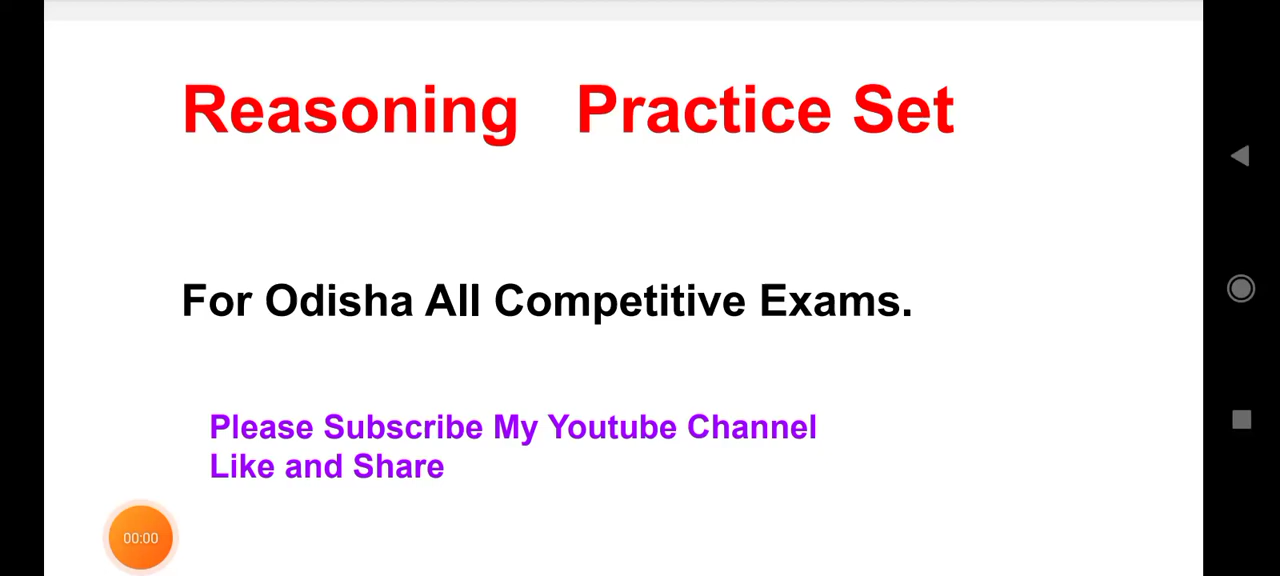 Reasoning Practice Set
For Odisha All Competitive Exams.
Please Subscribe My Youtube Channel
Like and Share
00:00